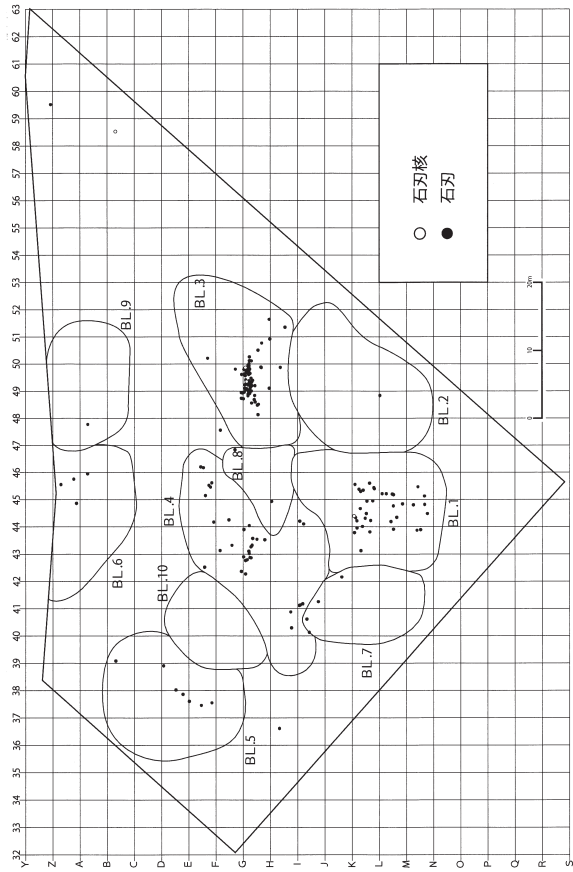 63
62
61
60
59
58
57
56
55
54
53
52
51
50
49
48
47
46
45
44
43
42
41
40
39
38
37
36
35
34
33
32
Y
Z
A
B
C
D
E
F
G
H
I
J
K
L
M
N
O
P
Q
R
S
BL.9
BL.3
BL.2
BL.8
BL.4
BL.1
BL.6
BL.10
BL.7
BL.5
○ 石刃核
● 石刃
0 10 20m